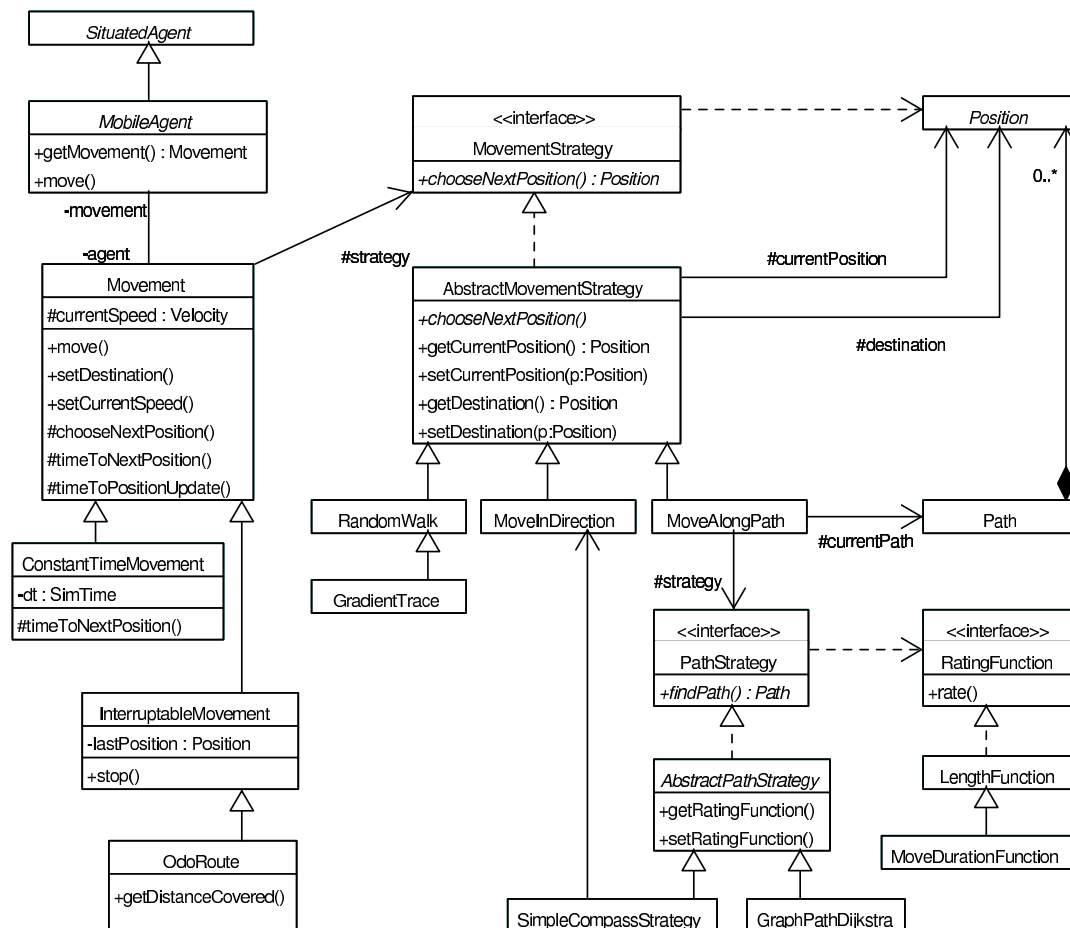 SituatedAgent
MobileAgent
+getMovement() : Movement
+move()
-movement
-agent
Movement
#currentSpeed : Velocity
+move()
+setDestination()
+setCurrentSpeed()
#chooseNextPosition()
#timeToNextPosition()
#timeToPositionUpdate()
ConstantTimeMovement
-dt : SimTime
#timeToNextPosition()
InterruptableMovement
-lastPosition : Position
+stop()
OdoRoute
+getDistanceCovered()
<<interface>>
MovementStrategy
+chooseNextPosition() : Position
#strategy
AbstractMovementStrategy
+chooseNextPosition()
+getCurrentPosition() : Position
+setCurrentPosition(p:Position)
+getDestination() : Position
+setDestination(p:Position)
#currentPosition
#destination
Position
0..*
RandomWalk
MoveInDirection
MoveAlongPath
#currentPath
Path
GradientTrace
#strategy
<<interface>>
PathStrategy
+findPath() : Path
<<interface>>
RatingFunction
+rate()
AbstractPathStrategy
+getRatingFunction()
+setRatingFunction()
LengthFunction
MoveDurationFunction
SimpleCompassStrategy
GraphPathDijkstra